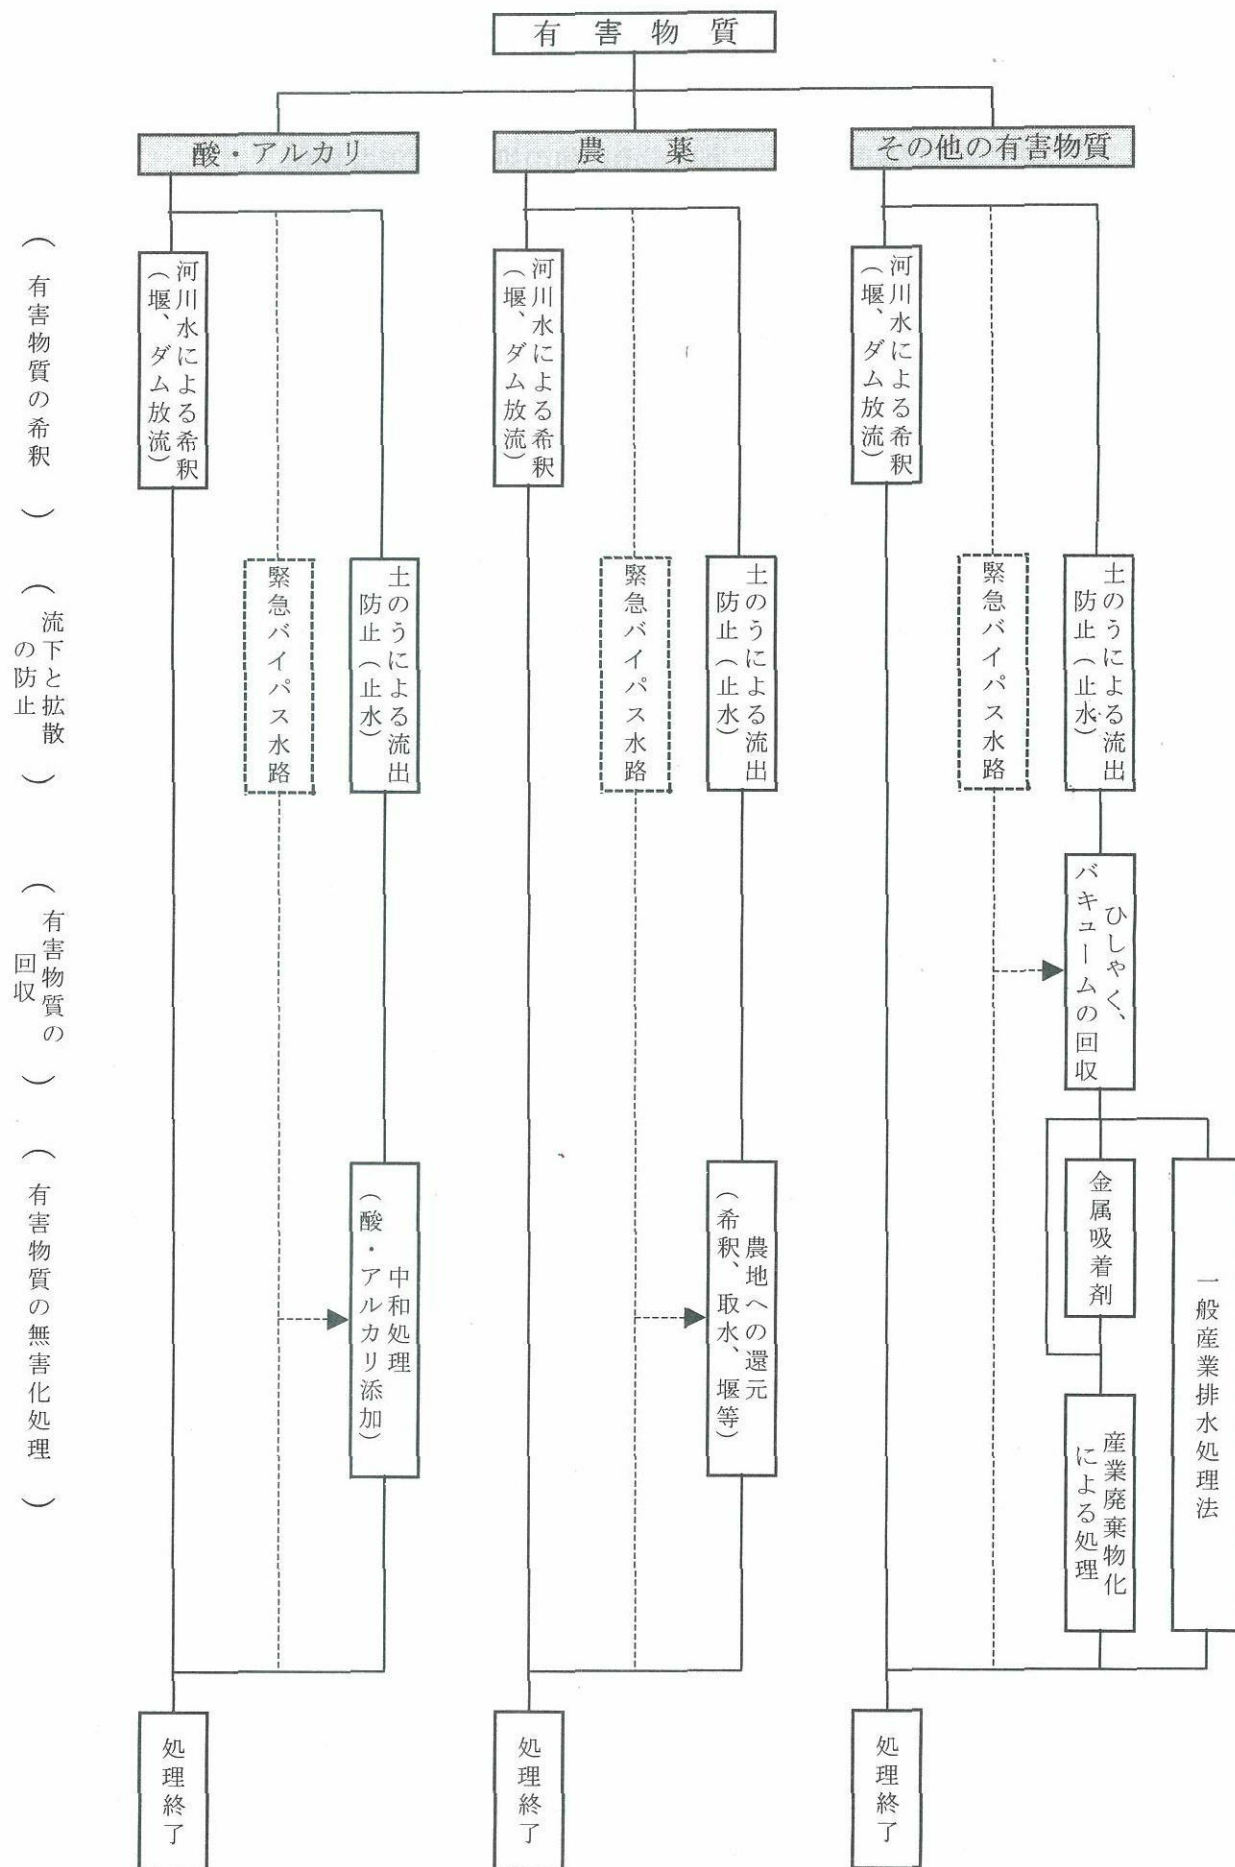 有害物質
酸・アルカリ
農薬
その他の有害物質
（有害物質の希釈）
（流下と拡散
の防止）
（有害物質の
回収）
（有害物質の無害化処理）
河川水による希釈
（堰、ダム放流）
緊急バイパス水路
土のうによる流出
防止（止水）
中和処理
（酸・アルカリ添加）
処理終了
河川水による希釈
（堰、ダム放流）
緊急バイパス水路
土のうによる流出
防止（止水）
農地への還元
（希釈、取水、堰等）
処理終了
河川水による希釈
（堰、ダム放流）
緊急バイパス水路
土のうによる流出
防止（止水）
ひしゃく、
バキュームの回収
金属吸着剤
産業廃棄物化
による処理
一般産業排水処理法
処理終了